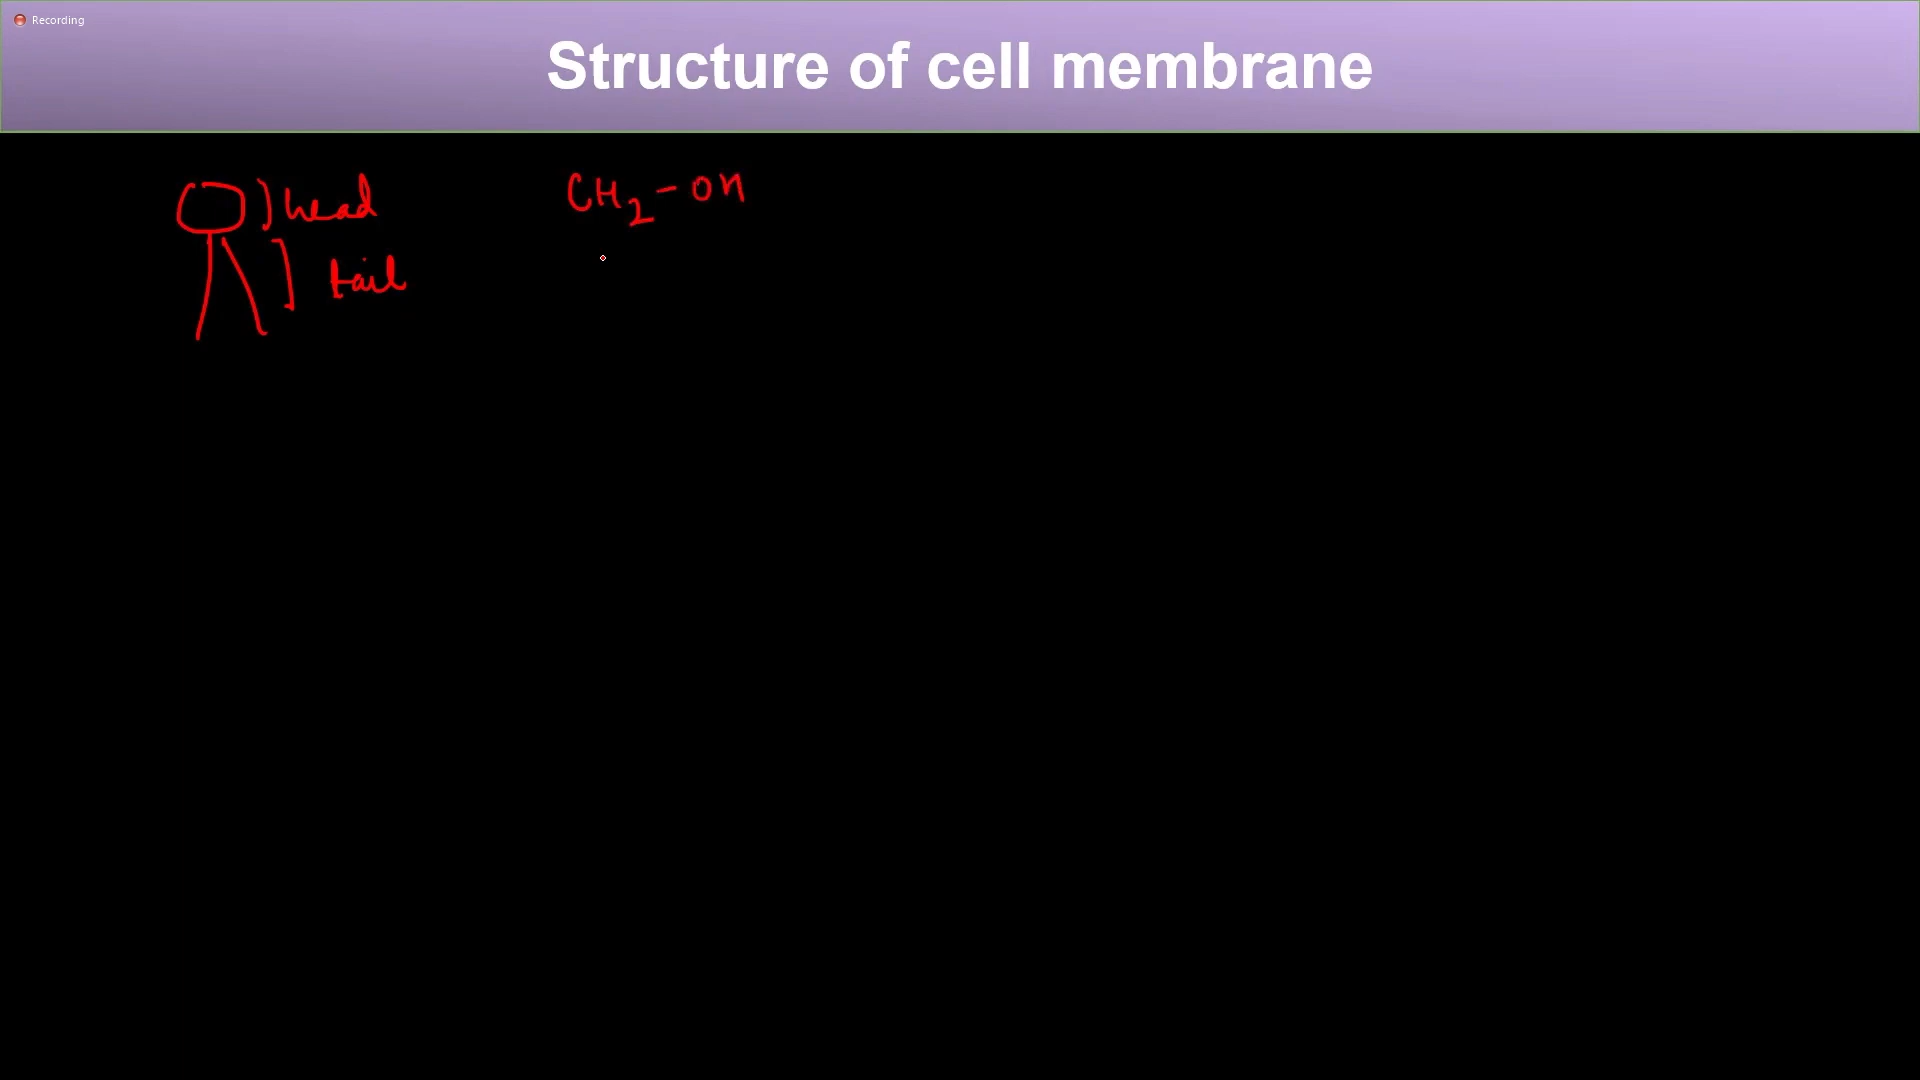 Recording
Structure of cell membrane
head
tail
CH2-OH